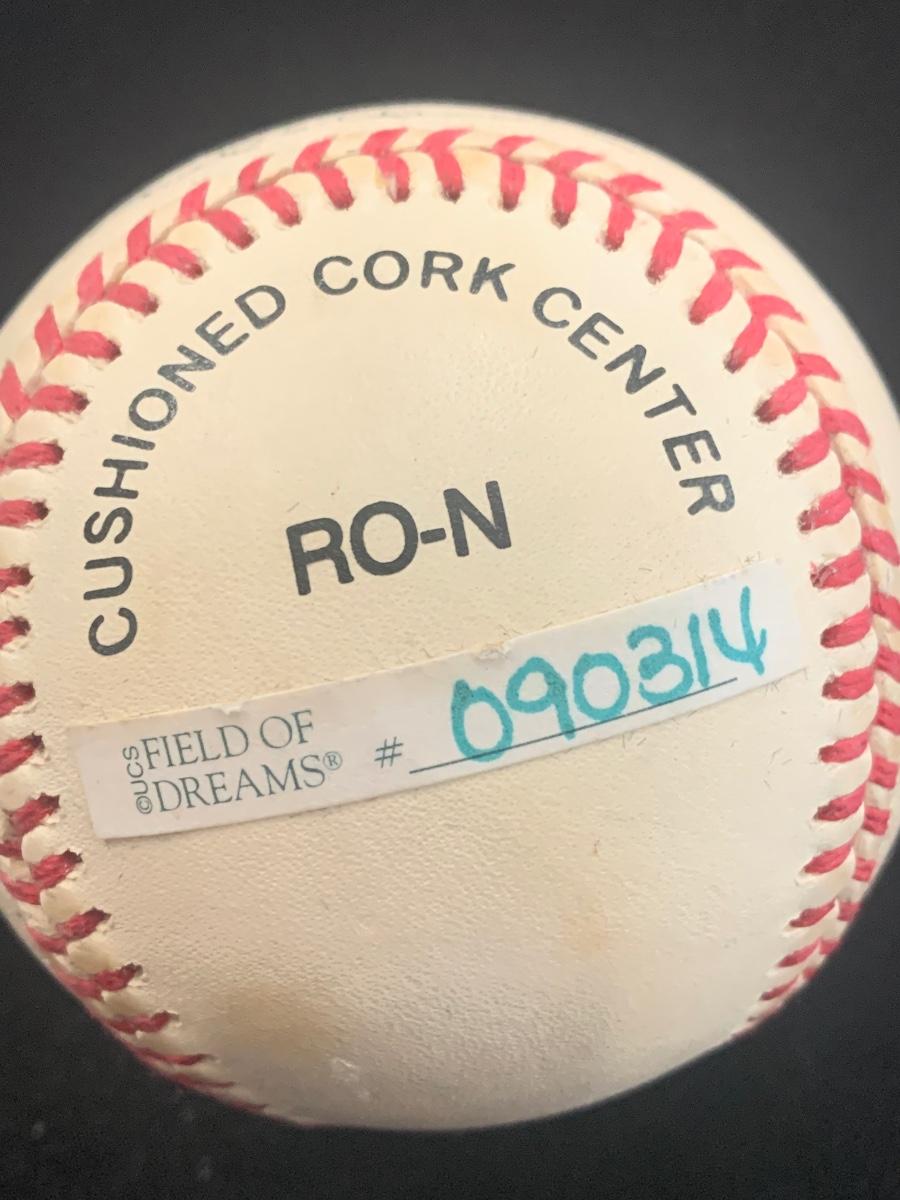 CUSHIONED CORK CENTER
RO-N
©UCS
FIELD OF
DREAMS® # 090314